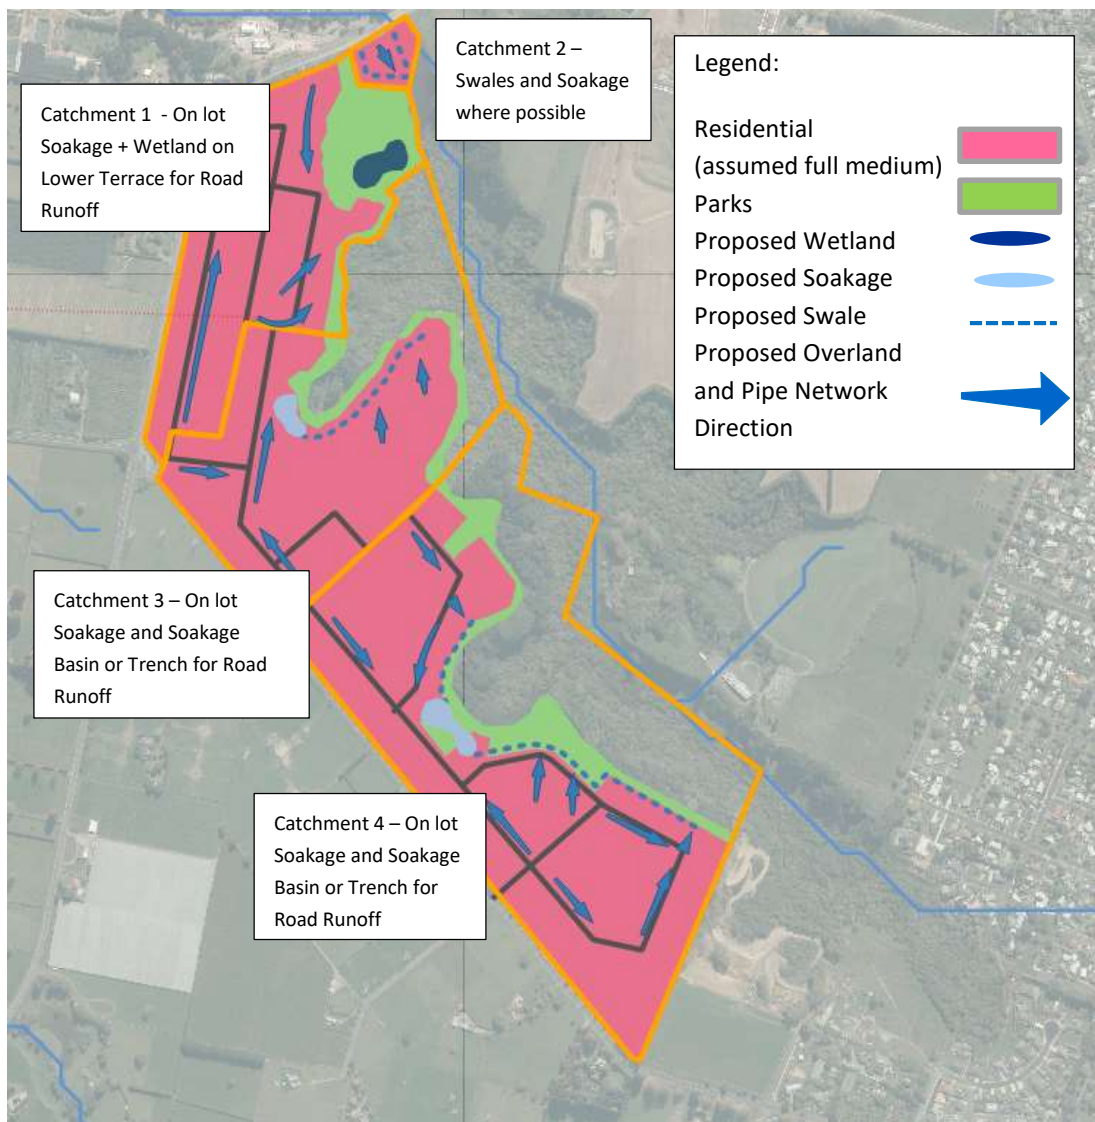 Catchment 2 –
Swales and Soakage
where possible
Catchment 1  - On lot
Soakage + Wetland on
Lower Terrace for Road
Runoff
Legend:
Residential
(assumed full medium)
Parks
Proposed Wetland
Proposed Soakage
Proposed Swale
Proposed Overland
and Pipe Network
Direction
Catchment 3 – On lot
Soakage and Soakage
Basin or Trench for Road
Runoff
Catchment 4 – On lot
Soakage and Soakage
Basin or Trench for
Road Runoff